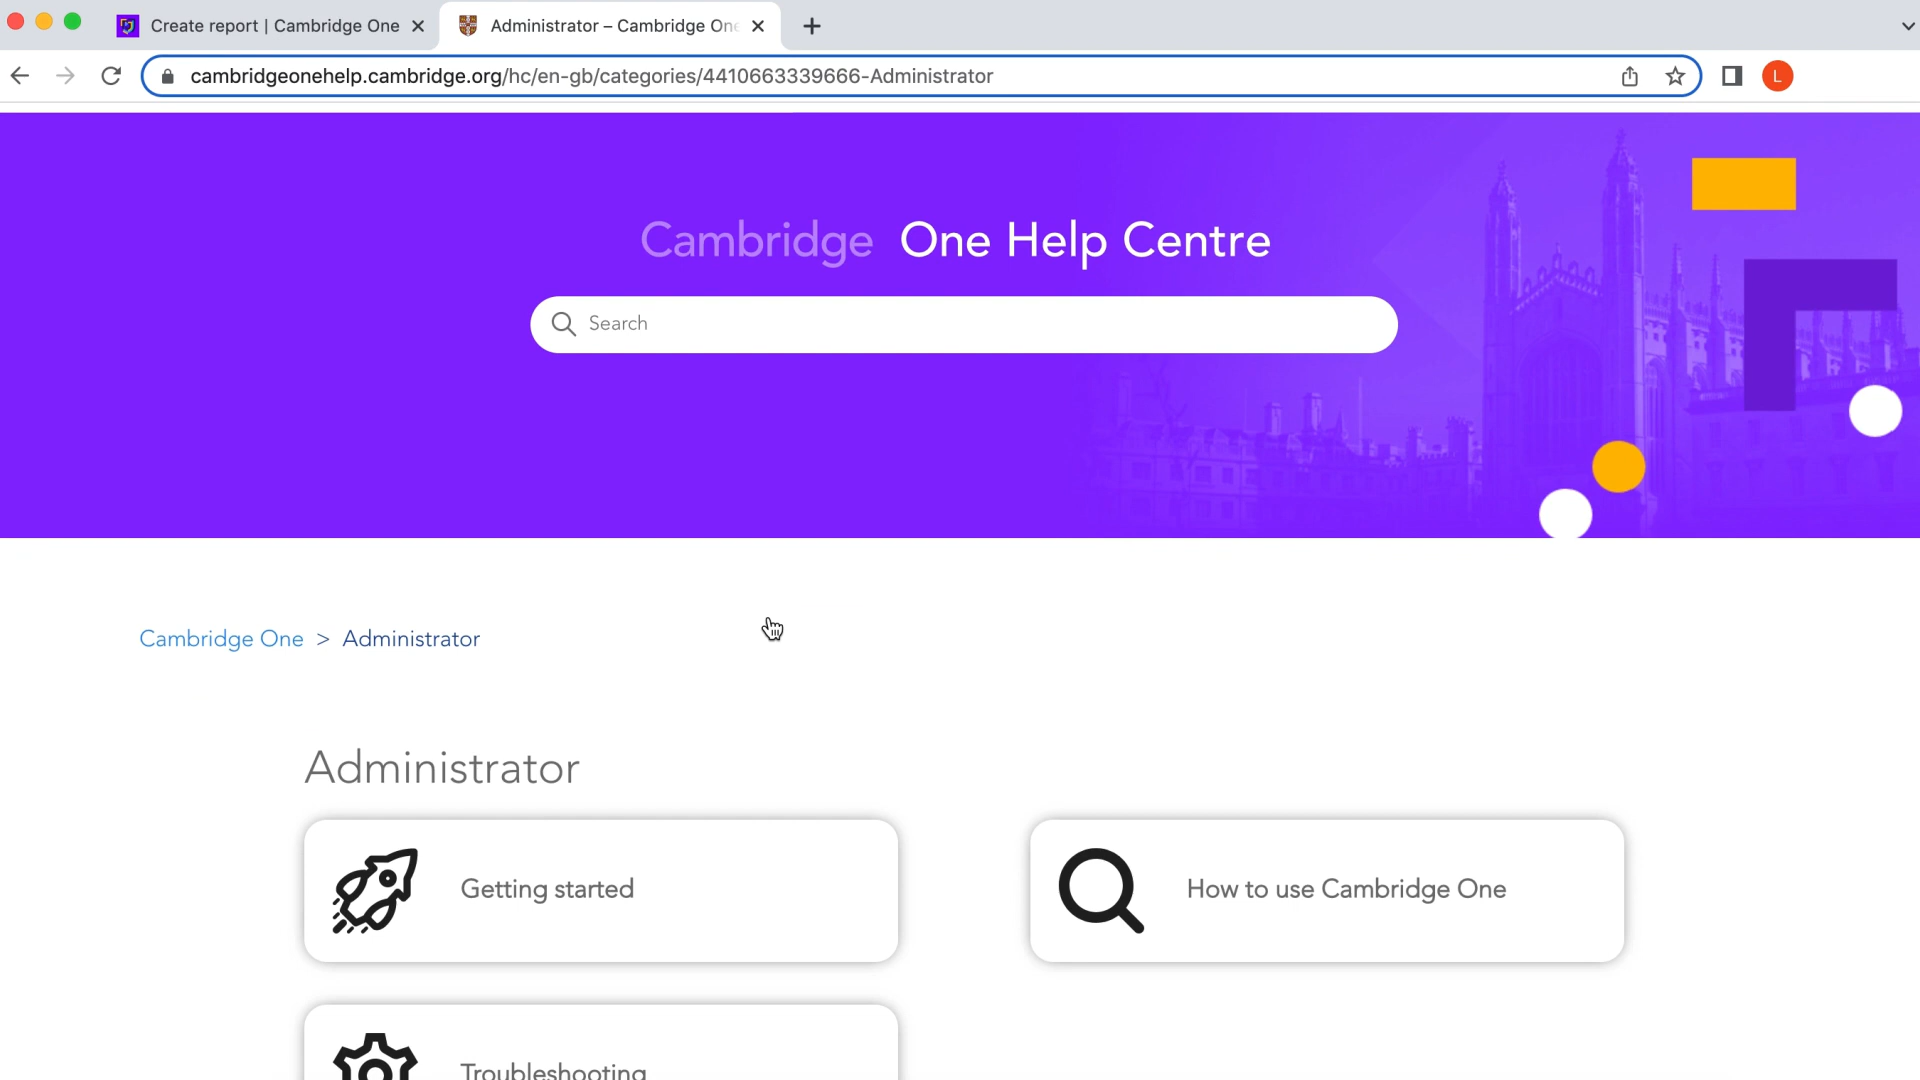 Create report | Cambridge One
Administrator – Cambridge One
cambridgeonehelp.cambridge.org/hc/en-gb/categories/4410663339666-Administrator
L
Cambridge One Help Centre
Search
Cambridge One > Administrator
Administrator
Getting started
How to use Cambridge One
Troubleshooting